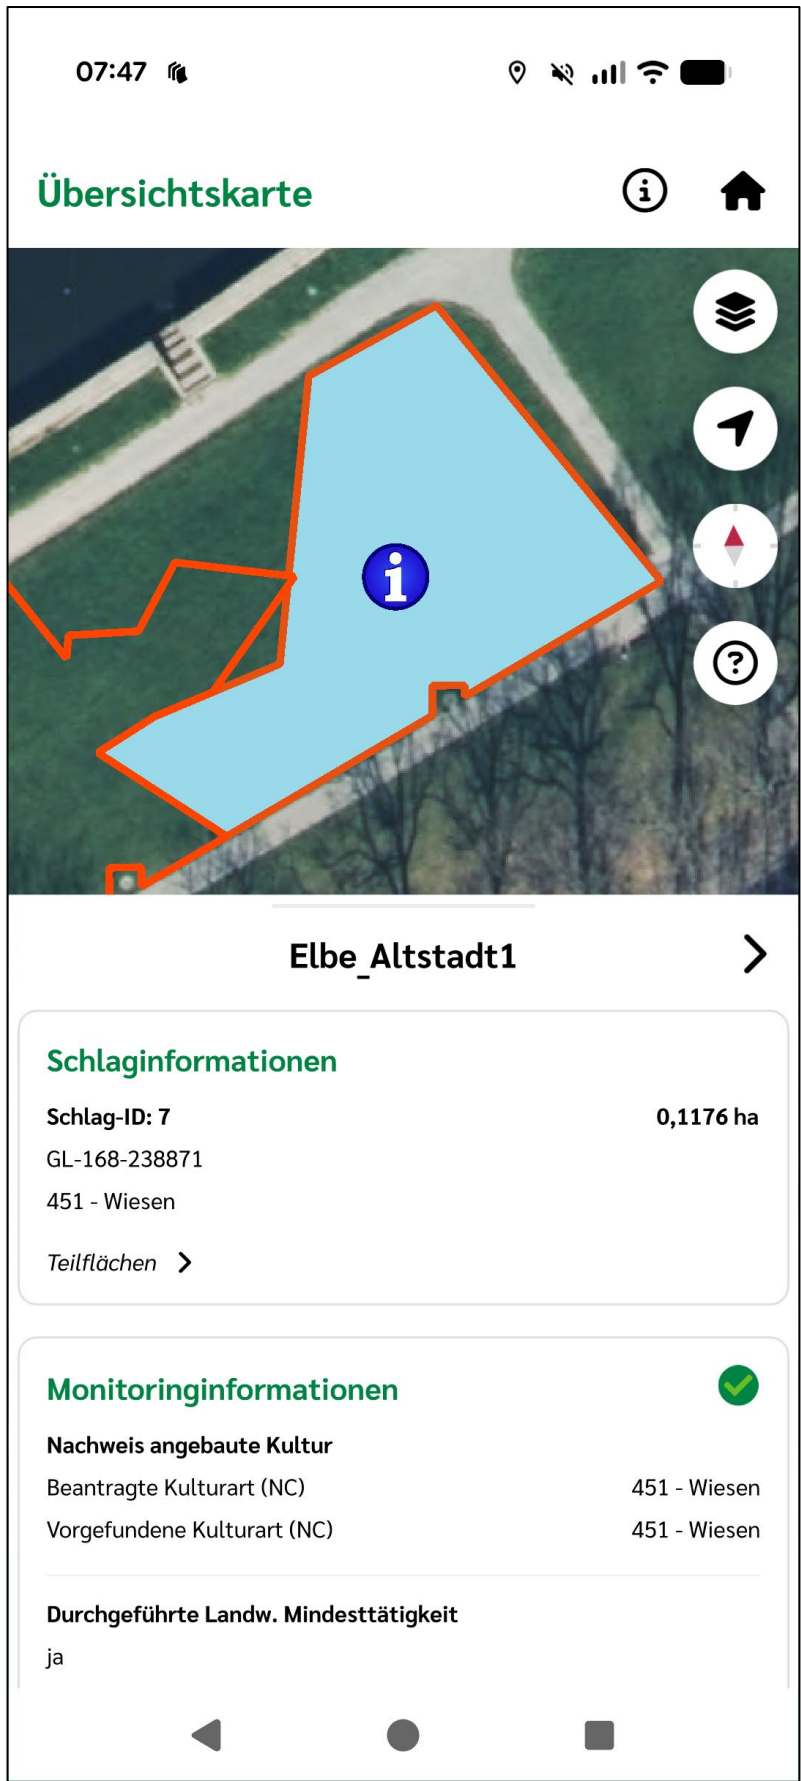 07:47
Übersichtskarte
Elbe_Altstadt1
Schlaginformationen
Schlag-ID: 7 0,1176 ha
GL-168-238871
451 - Wiesen
Teilflächen
Monitoringinformationen
Nachweis angebaute Kultur
Beantragte Kulturart (NC) 451 - Wiesen
Vorgefundene Kulturart (NC) 451 - Wiesen
Durchgeführte Landw. Mindesttätigkeit
ja